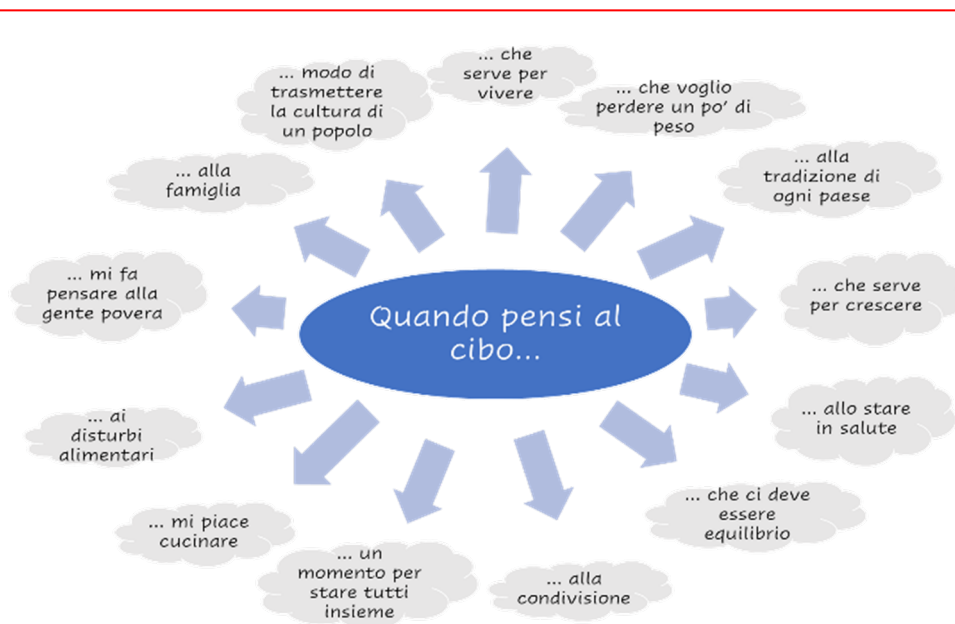 ... che
serve per
vivere
... che voglio
perdere un po’ di
peso
... alla
tradizione di
ogni paese
... che serve
per crescere
... allo stare
in salute
... che ci deve
essere
equilibrio
... alla
condivisione
... un
momento per
stare tutti
insieme
... mi piace
cucinare
... ai
disturbi
alimentari
... mi fa
pensare alla
gente povera
... alla
famiglia
... modo di
trasmettere
la cultura di
un popolo
Quando pensi al
cibo...